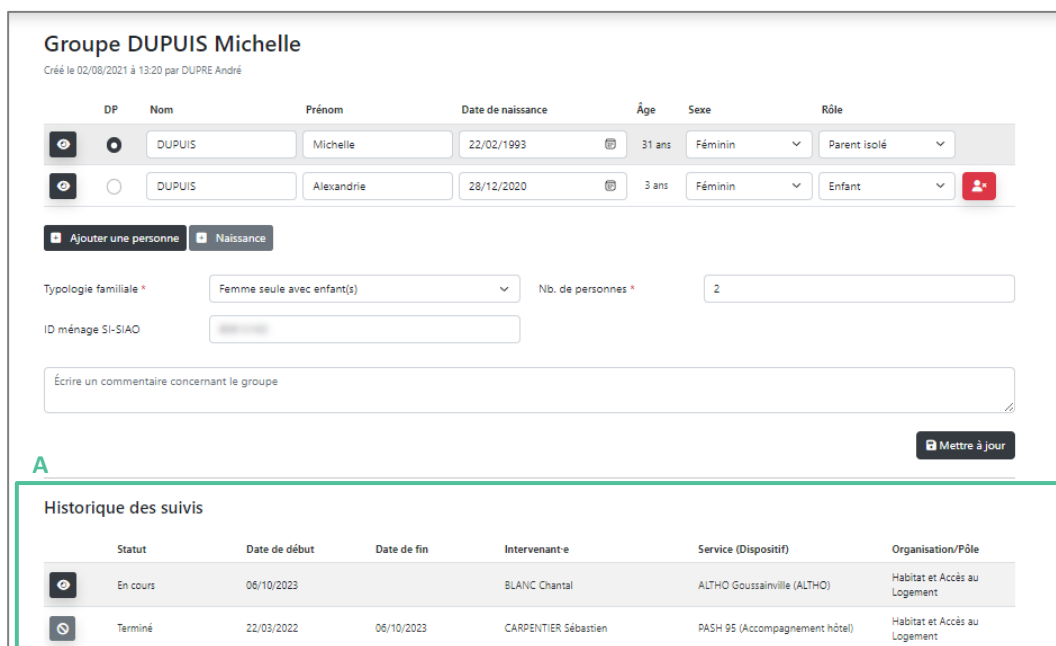 Groupe DUPUIS Michelle
Créé le 02/08/2021 à 13:20 par DUPRE André
DP Nom Prénom Date de naissance Âge Sexe Rôle
DUPUIS Michelle 22/02/1993 31 ans Féminin Parent isolé
DUPUIS Alexandrie 28/12/2020 3 ans Féminin Enfant
Ajouter une personne Naissance
Typologie familiale * Femme seule avec enfant(s) Nb. de personnes * 2
ID ménage SI-SIAO
Écrire un commentaire concernant le groupe
Mettre à jour
A
Historique des suivis
Statut Date de début Date de fin Intervenant·e Service (Dispositif) Organisation/Pôle
En cours 06/10/2023 BLANC Chantal ALTHO Goussainville (ALTHO) Habitat et Accès au
Logement
Terminé 22/03/2022 06/10/2023 CARPENTIER Sébastien PASH 95 (Accompagnement hôtel) Habitat et Accès au
Logement